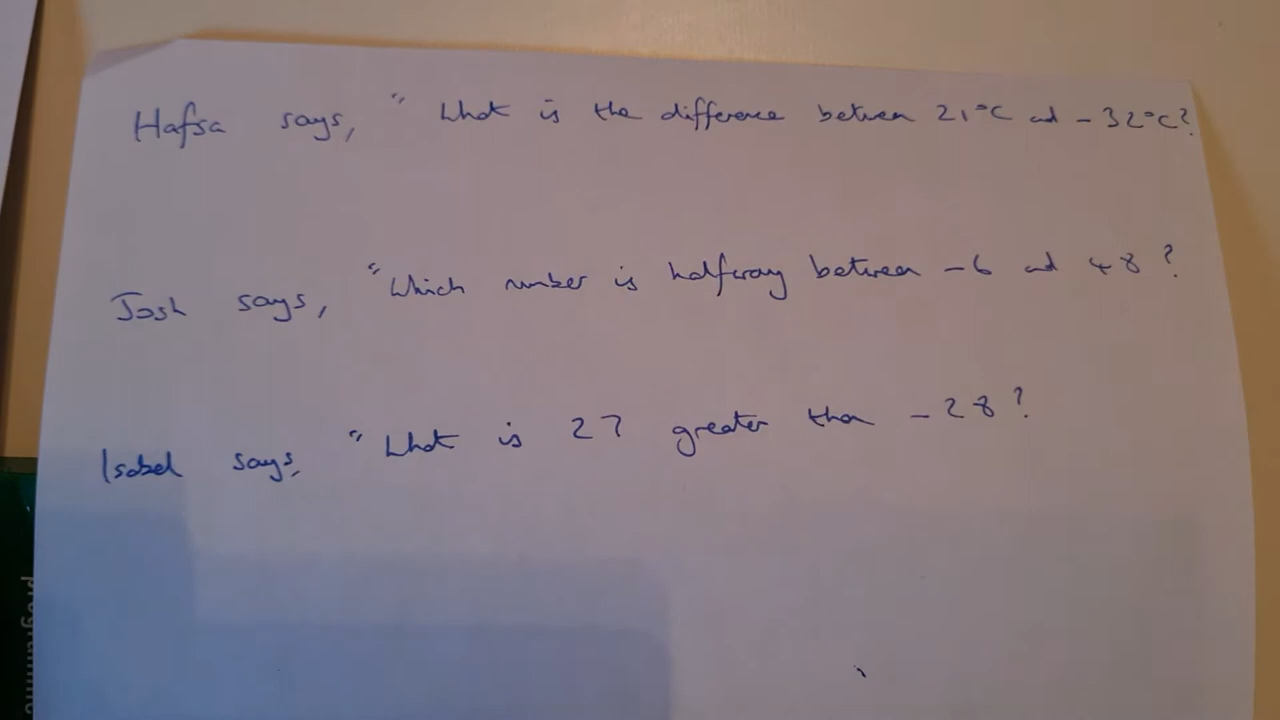 Hafsa says, " What is the difference between 21°C and -32°C?
Josh says, "Which number is halfway between -6 and 48?
Isobel says, "What is 27 greater than -28?
programme